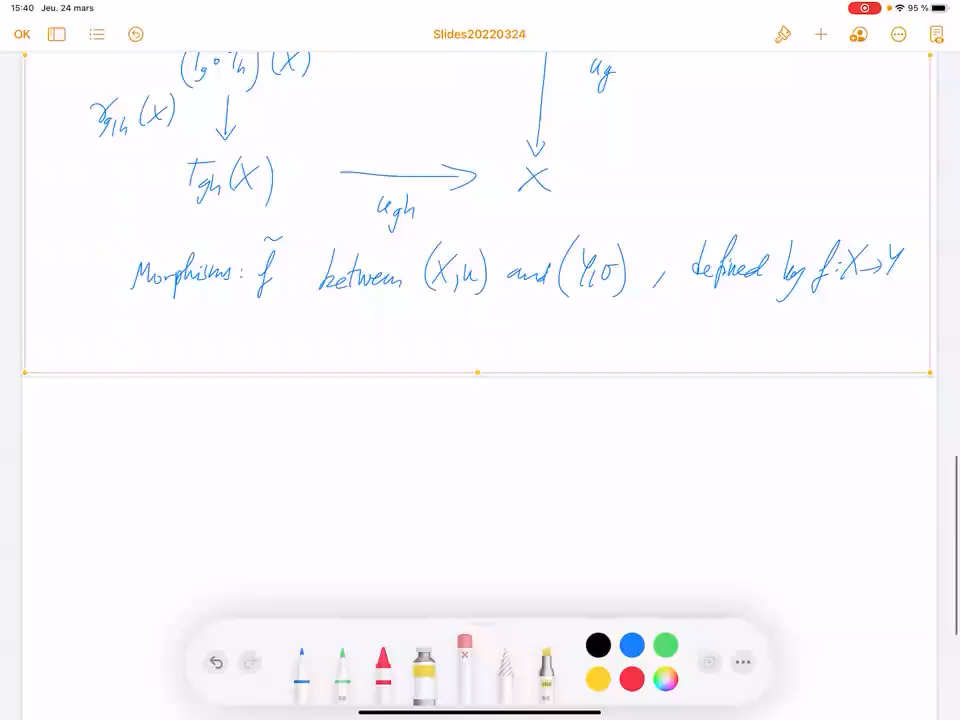 15:40 Jeu. 24 mars 95 %
OK Slides20220324
(T_g ∘ T_h)(X) u_g
γ_{g,h}(X)
T_{gh}(X) X
u_{gh}
Morphisms: f̃ between (X,u) and (Y,σ), defined by f: X → Y